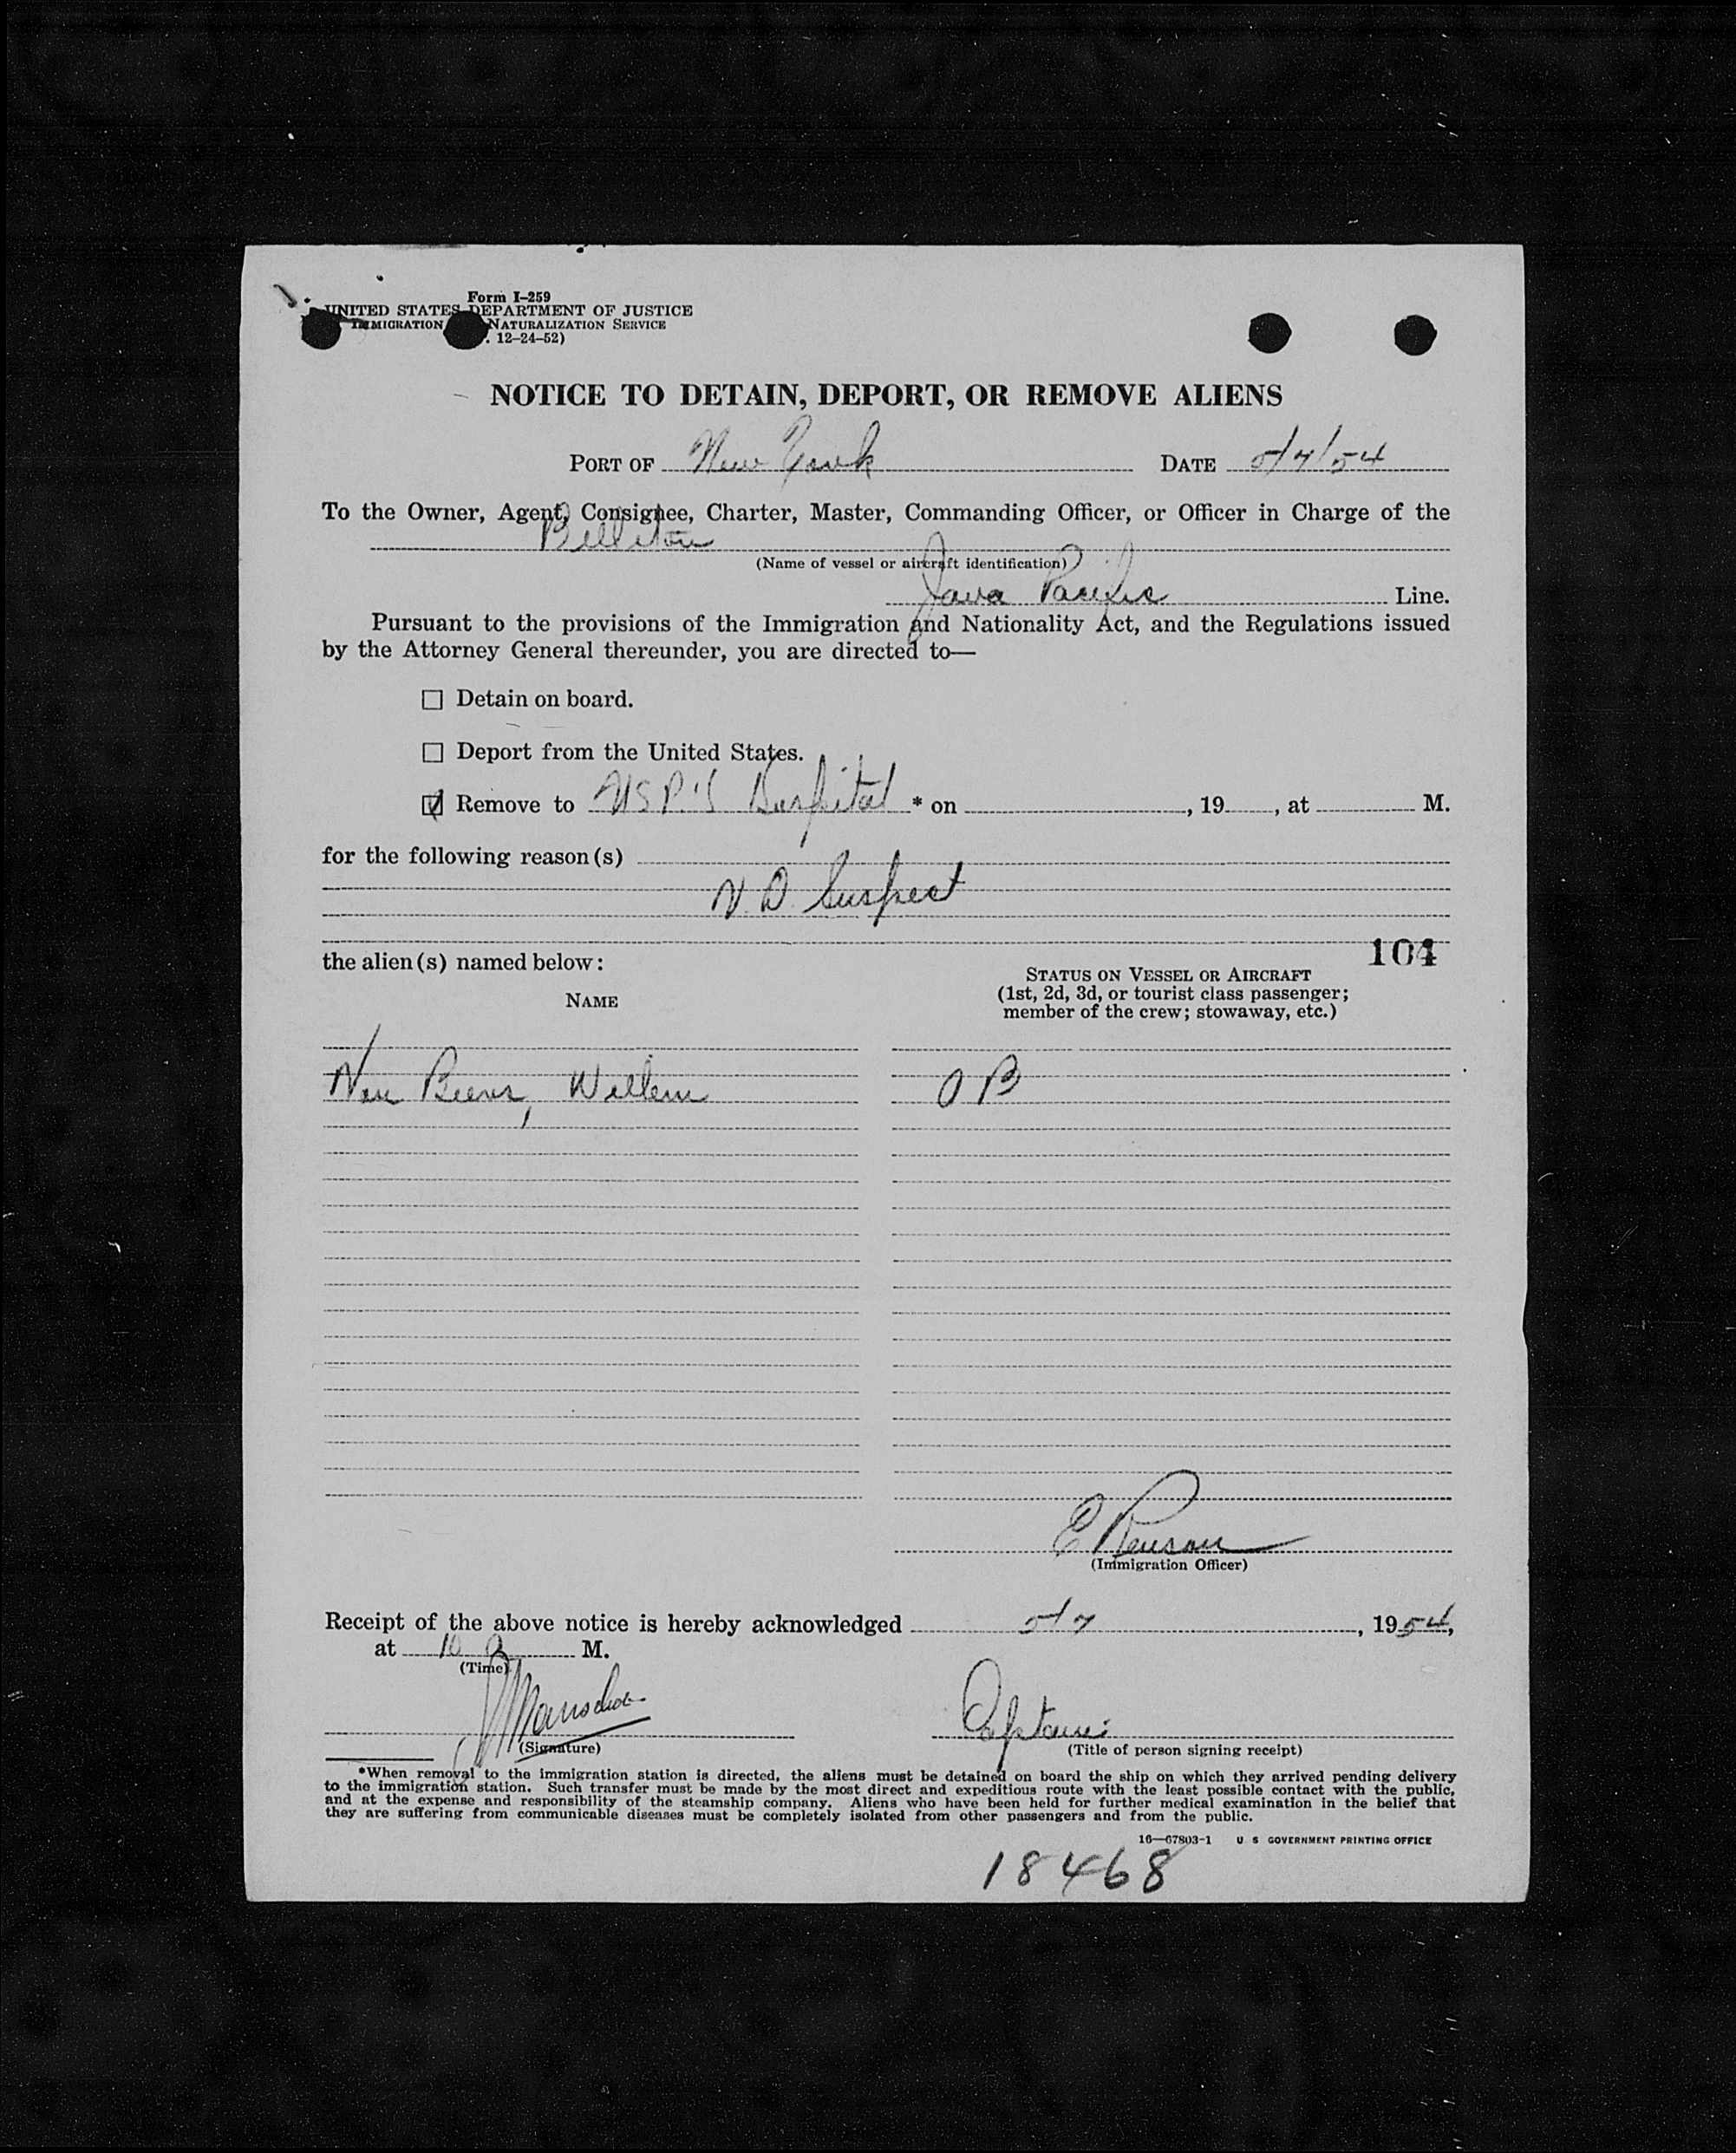 Form I-259
UNITED STATES DEPARTMENT OF JUSTICE
IMMIGRATION NATURALIZATION SERVICE
. 12-24-52)
NOTICE TO DETAIN, DEPORT, OR REMOVE ALIENS
PORT OF New York DATE 5/7/54
To the Owner, Agent, Consignee, Charter, Master, Commanding Officer, or Officer in Charge of the
Billiton
(Name of vessel or aircraft identification)
Java Pacific Line.
Pursuant to the provisions of the Immigration and Nationality Act, and the Regulations issued
by the Attorney General thereunder, you are directed to—
☐ Detain on board.
☐ Deport from the United States.
☑ Remove to USP.'S Hospital * on , 19 , at M.
for the following reason(s)
V. D. Suspect
104
the alien(s) named below:
STATUS ON VESSEL OR AIRCRAFT
NAME
(1st, 2d, 3d, or tourist class passenger;
member of the crew; stowaway, etc.)
Van , Willem OB
E
(Immigration Officer)
Receipt of the above notice is hereby acknowledged 5/7, 1954,
at 10 a M.
(Time)
Captain
(Signature) (Title of person signing receipt)
*When removal to the immigration station is directed, the aliens must be detained on board the ship on which they arrived pending delivery
to the immigration station. Such transfer must be made by the most direct and expeditious route with the least possible contact with the public,
and at the expense and responsibility of the steamship company. Aliens who have been held for further medical examination in the belief that
they are suffering from communicable diseases must be completely isolated from other passengers and from the public.
16—67803-1 U S GOVERNMENT PRINTING OFFICE
18468